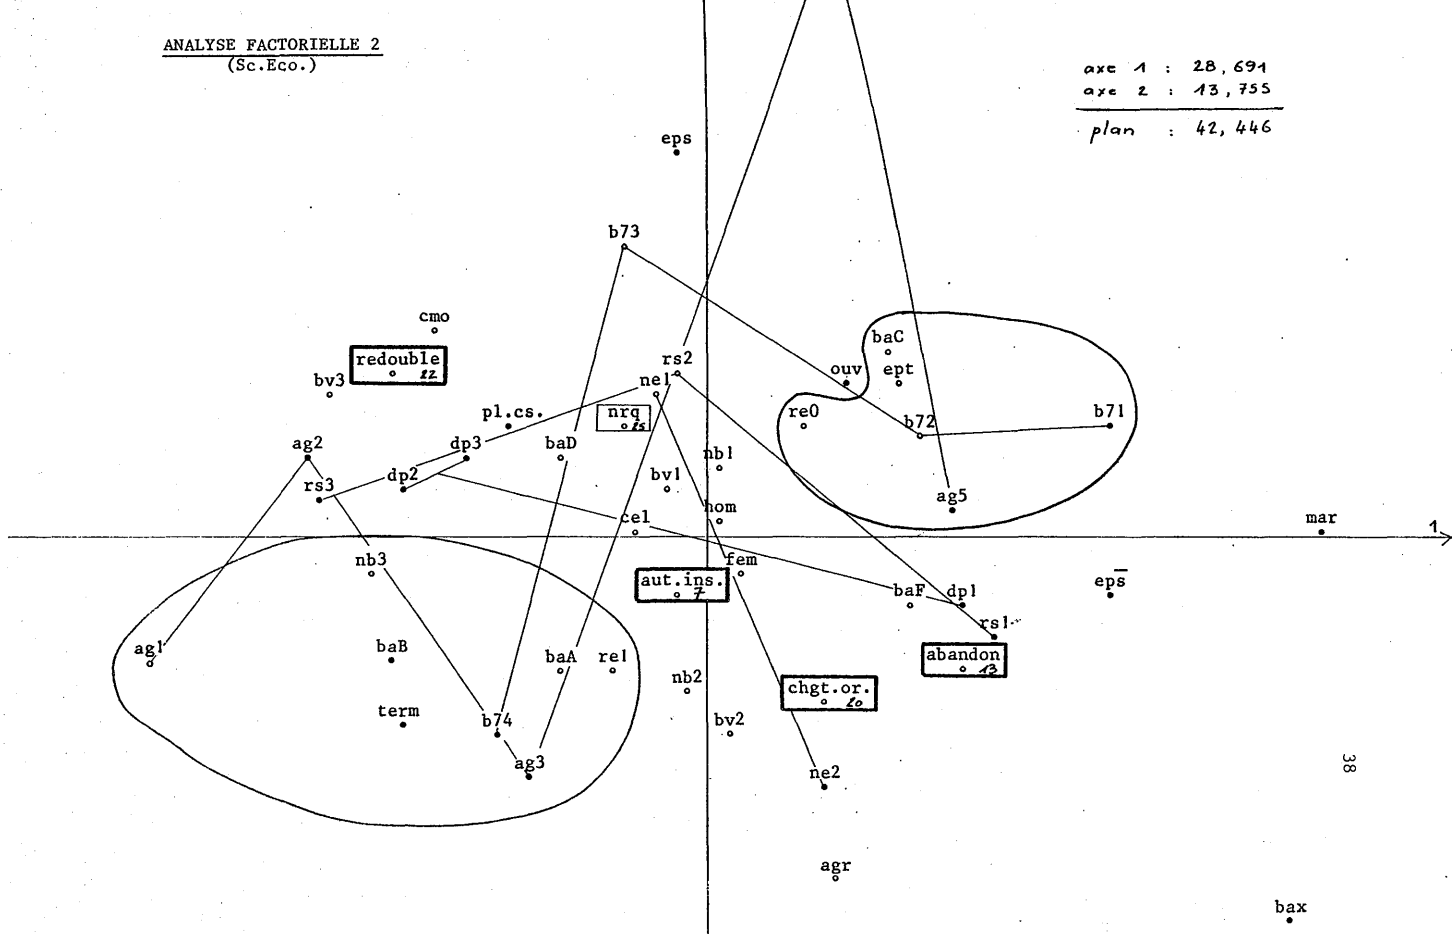 ANALYSE FACTORIELLE 2
(Sc.Eco.)
axe 1 : 28,691
axe 2 : 13,755
plan : 42,446
eps
b73
cmo
redouble
22
bv3
rs2
ne1
baC
ouv
ept
pl.cs.
nrq
25
re0
b72
b71
ag2
dp3
baD
nb1
rs3
dp2
bv1
ag5
hom
cel
mar
1
nb3
fem
eps̅
aut.ins.
7
baF
dp1
rs1
ag1
baB
baA
re1
abandon
13
nb2
chgt.or.
20
term
b74
bv2
ag3
ne2
38
agr
bax